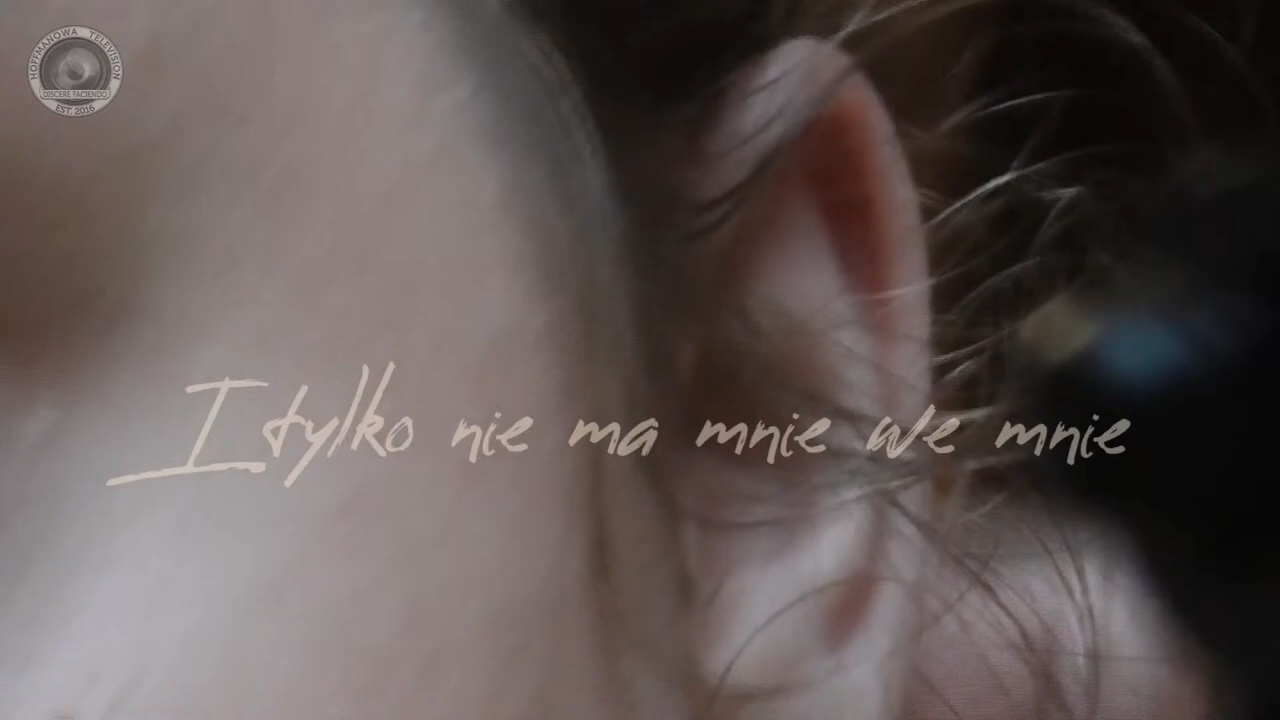 HOFFMANOWA TELEVISION
DISCERE FACIENDO
EST. 2016
I tylko nie ma mnie we mnie